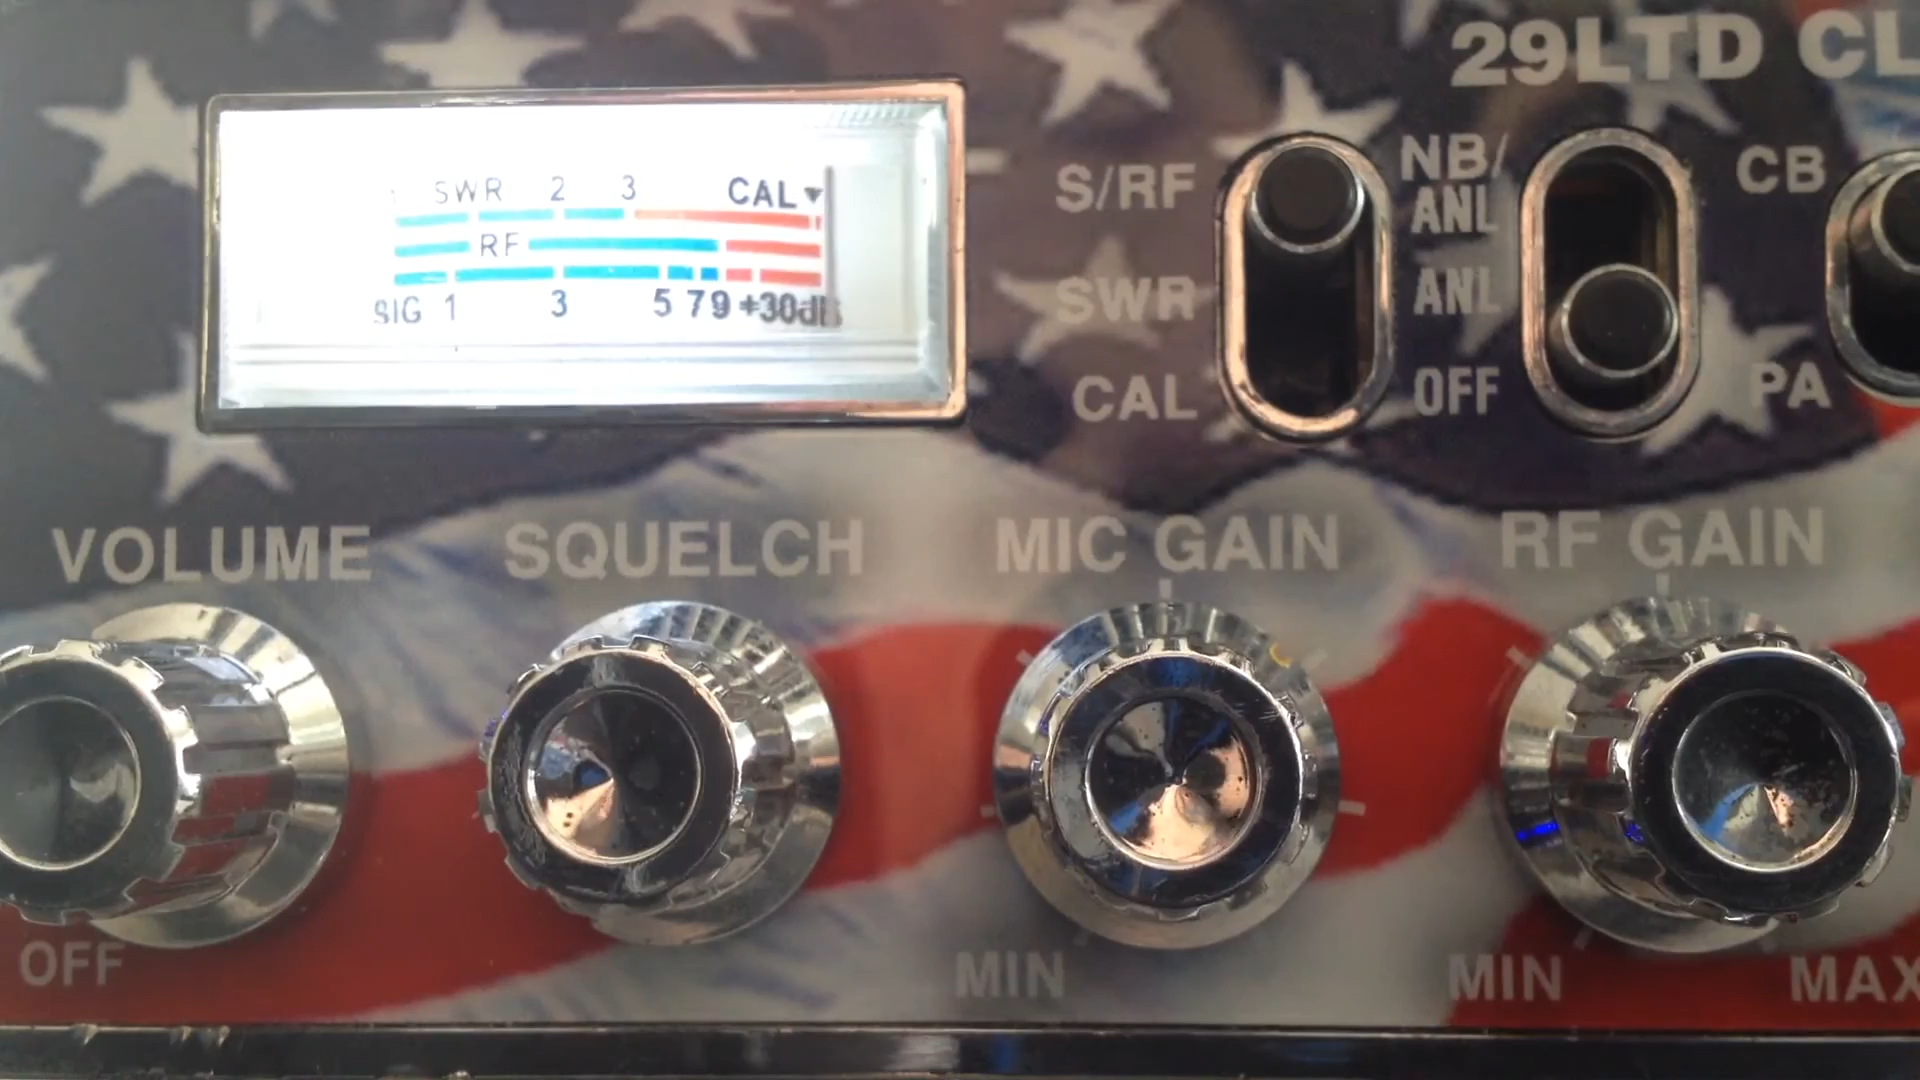 29LTD CL
SWR 2 3 CAL
RF
SIG 1 3 5 7 9 +30dB
S/RF
SWR
CAL
NB/
ANL
ANL
OFF
CB
PA
VOLUME SQUELCH MIC GAIN RF GAIN
OFF MIN MIN MAX